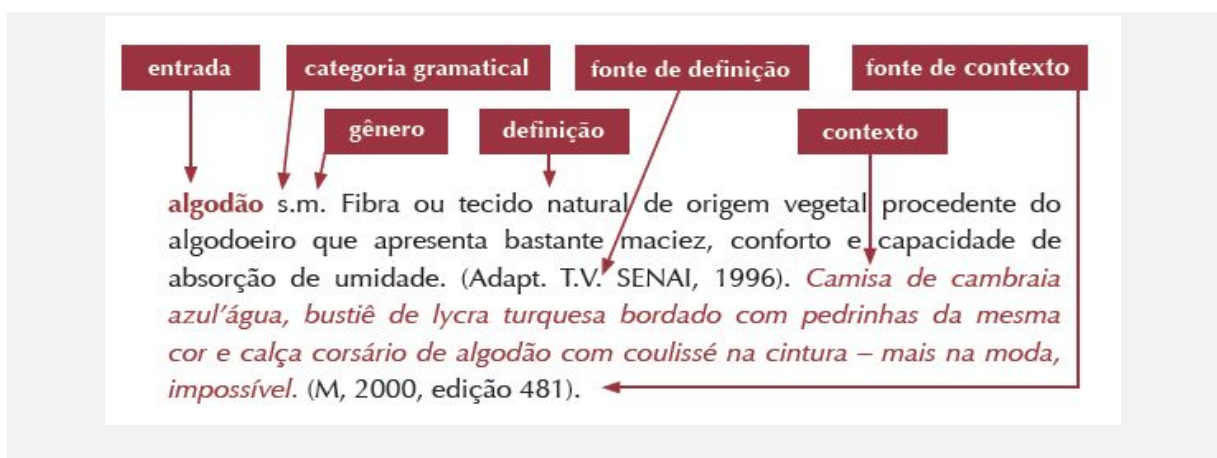 entrada categoria gramatical fonte de definição fonte de contexto
gênero definição contexto
algodão s.m. Fibra ou tecido natural de origem vegetal procedente do
algodoeiro que apresenta bastante maciez, conforto e capacidade de
absorção de umidade. (Adapt. T.V. SENAI, 1996). Camisa de cambraia
azul’água, bustiê de lycra turquesa bordado com pedrinhas da mesma
cor e calça corsário de algodão com coulissé na cintura – mais na moda,
impossível. (M, 2000, edição 481).